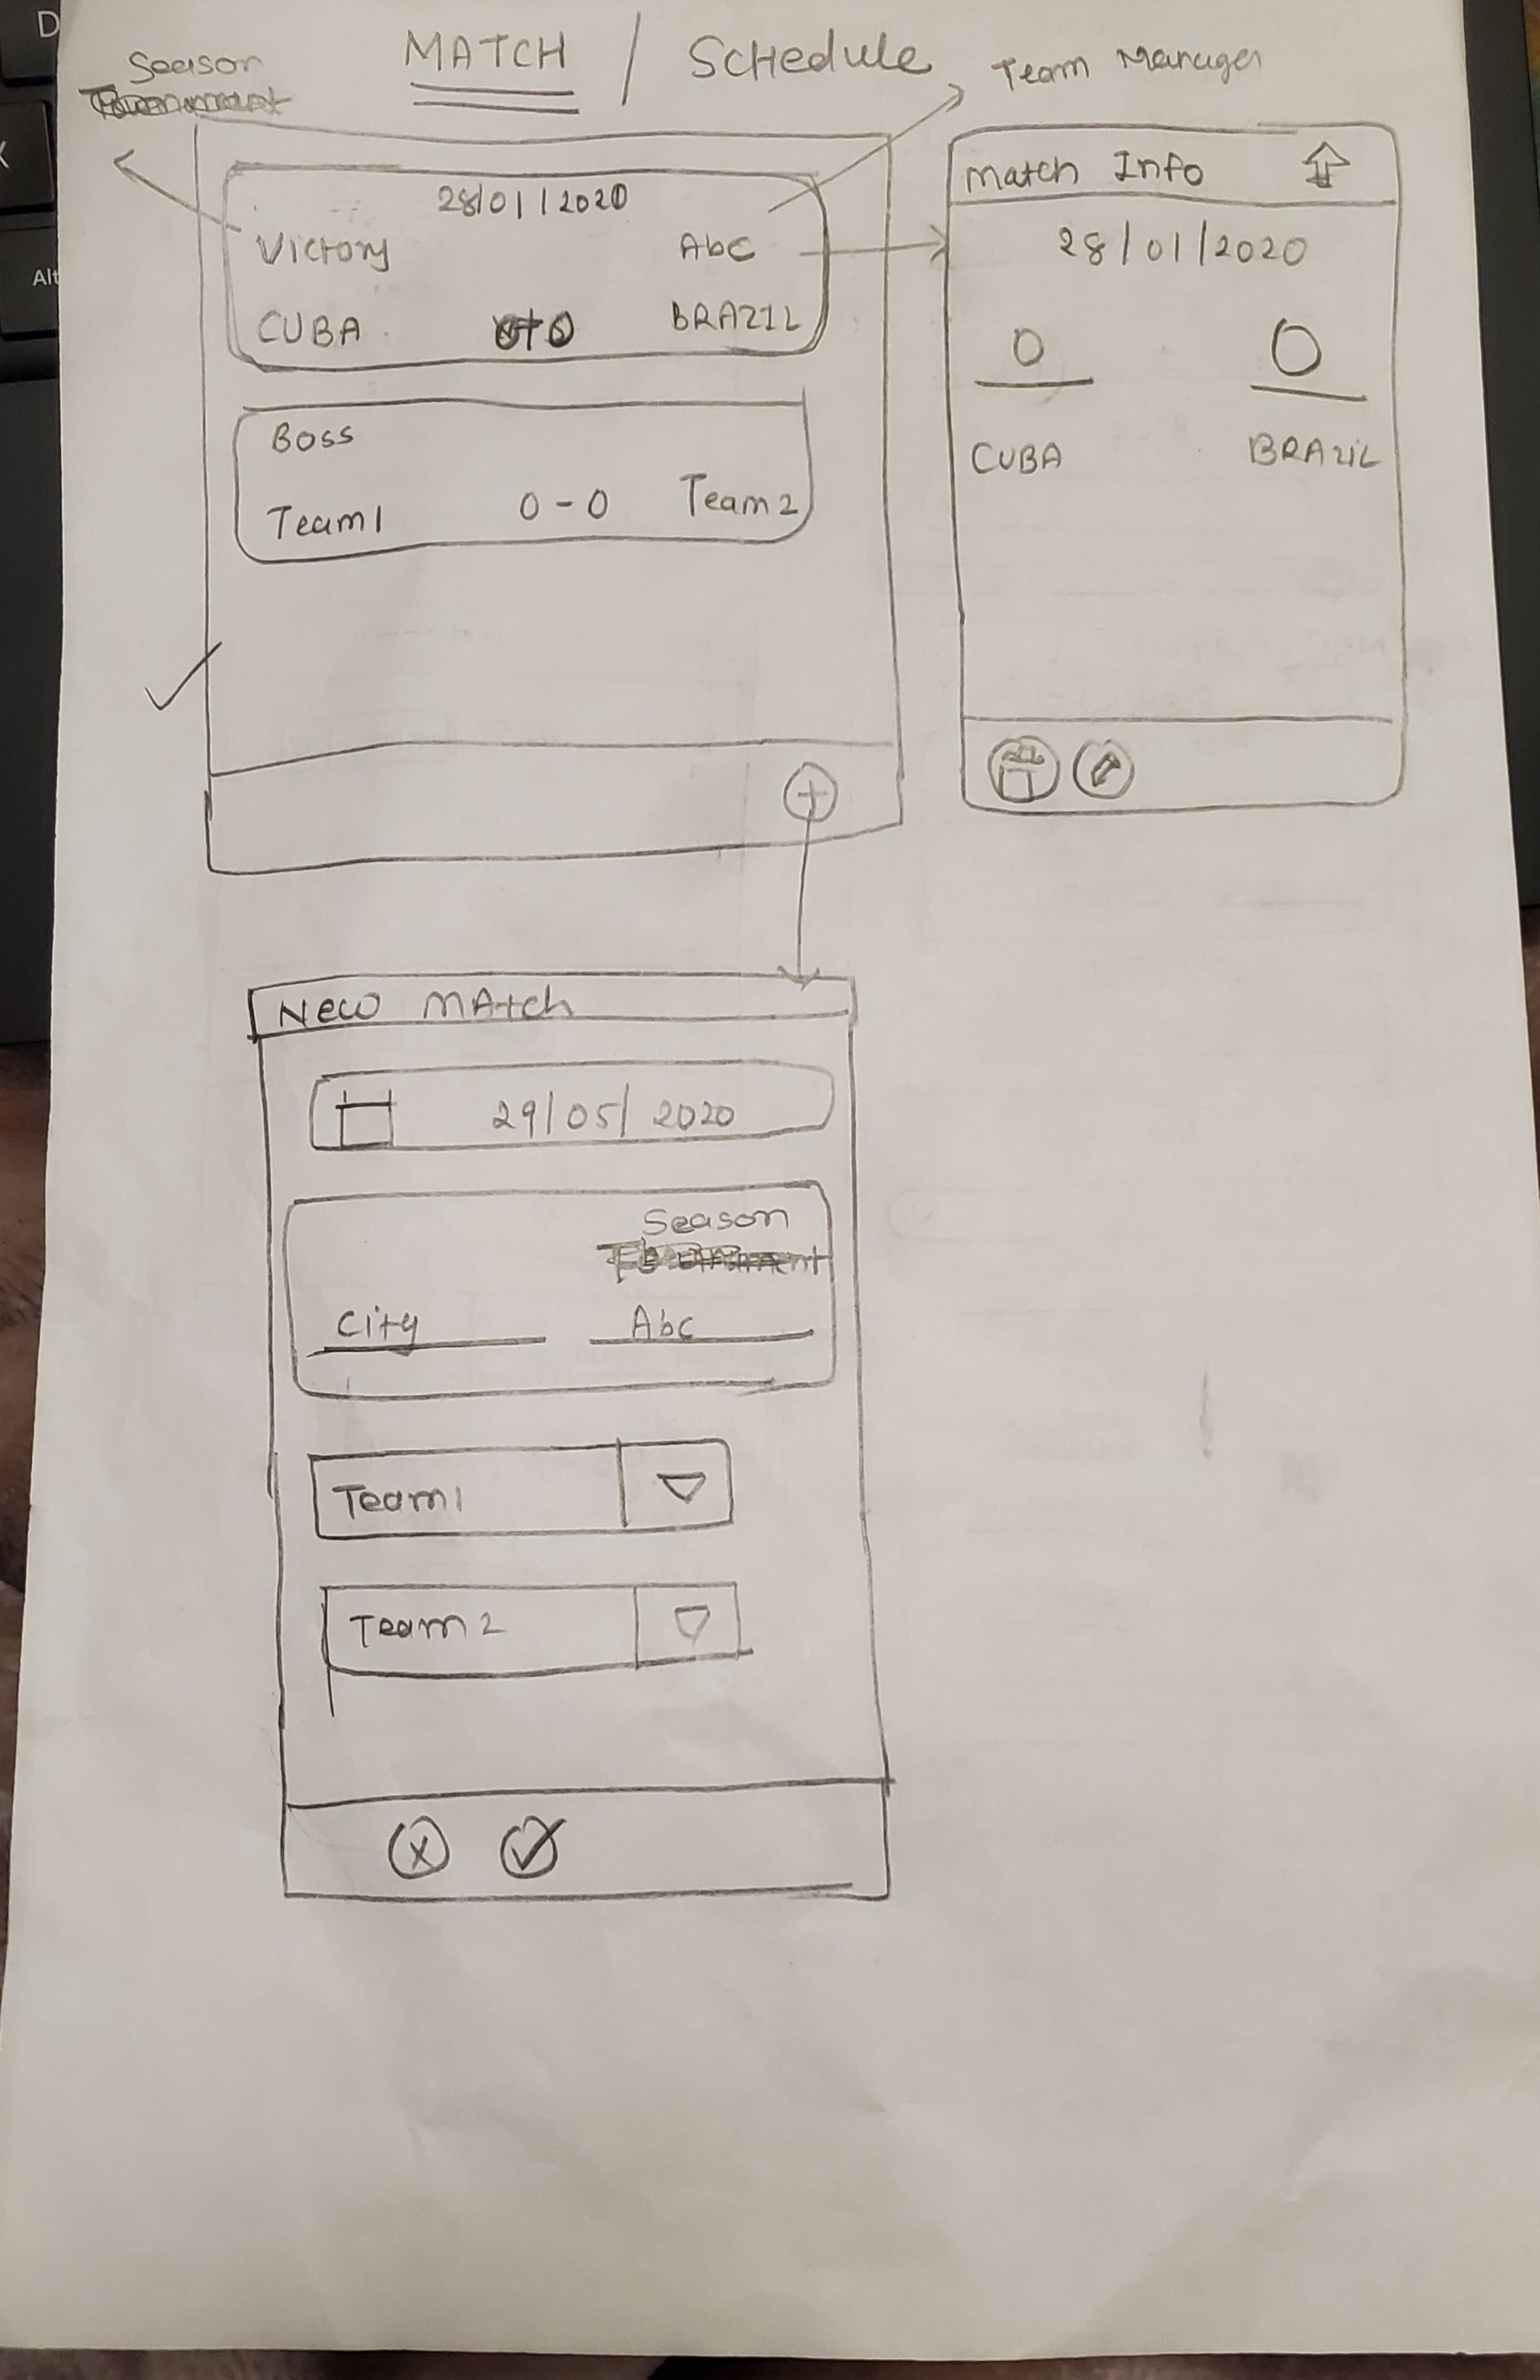 D
Alt
MATCH / Schedule
Season
Tournament
Team Manager
28/01/2020
Victory Abc
CUBA BRAZIL
Boss
Team1 0-0 Team2
Match Info
28/01/2020
0 0
CUBA BRAZIL
New MAtch
29/05/2020
Season
Tournament
City Abc
Team1
Team2